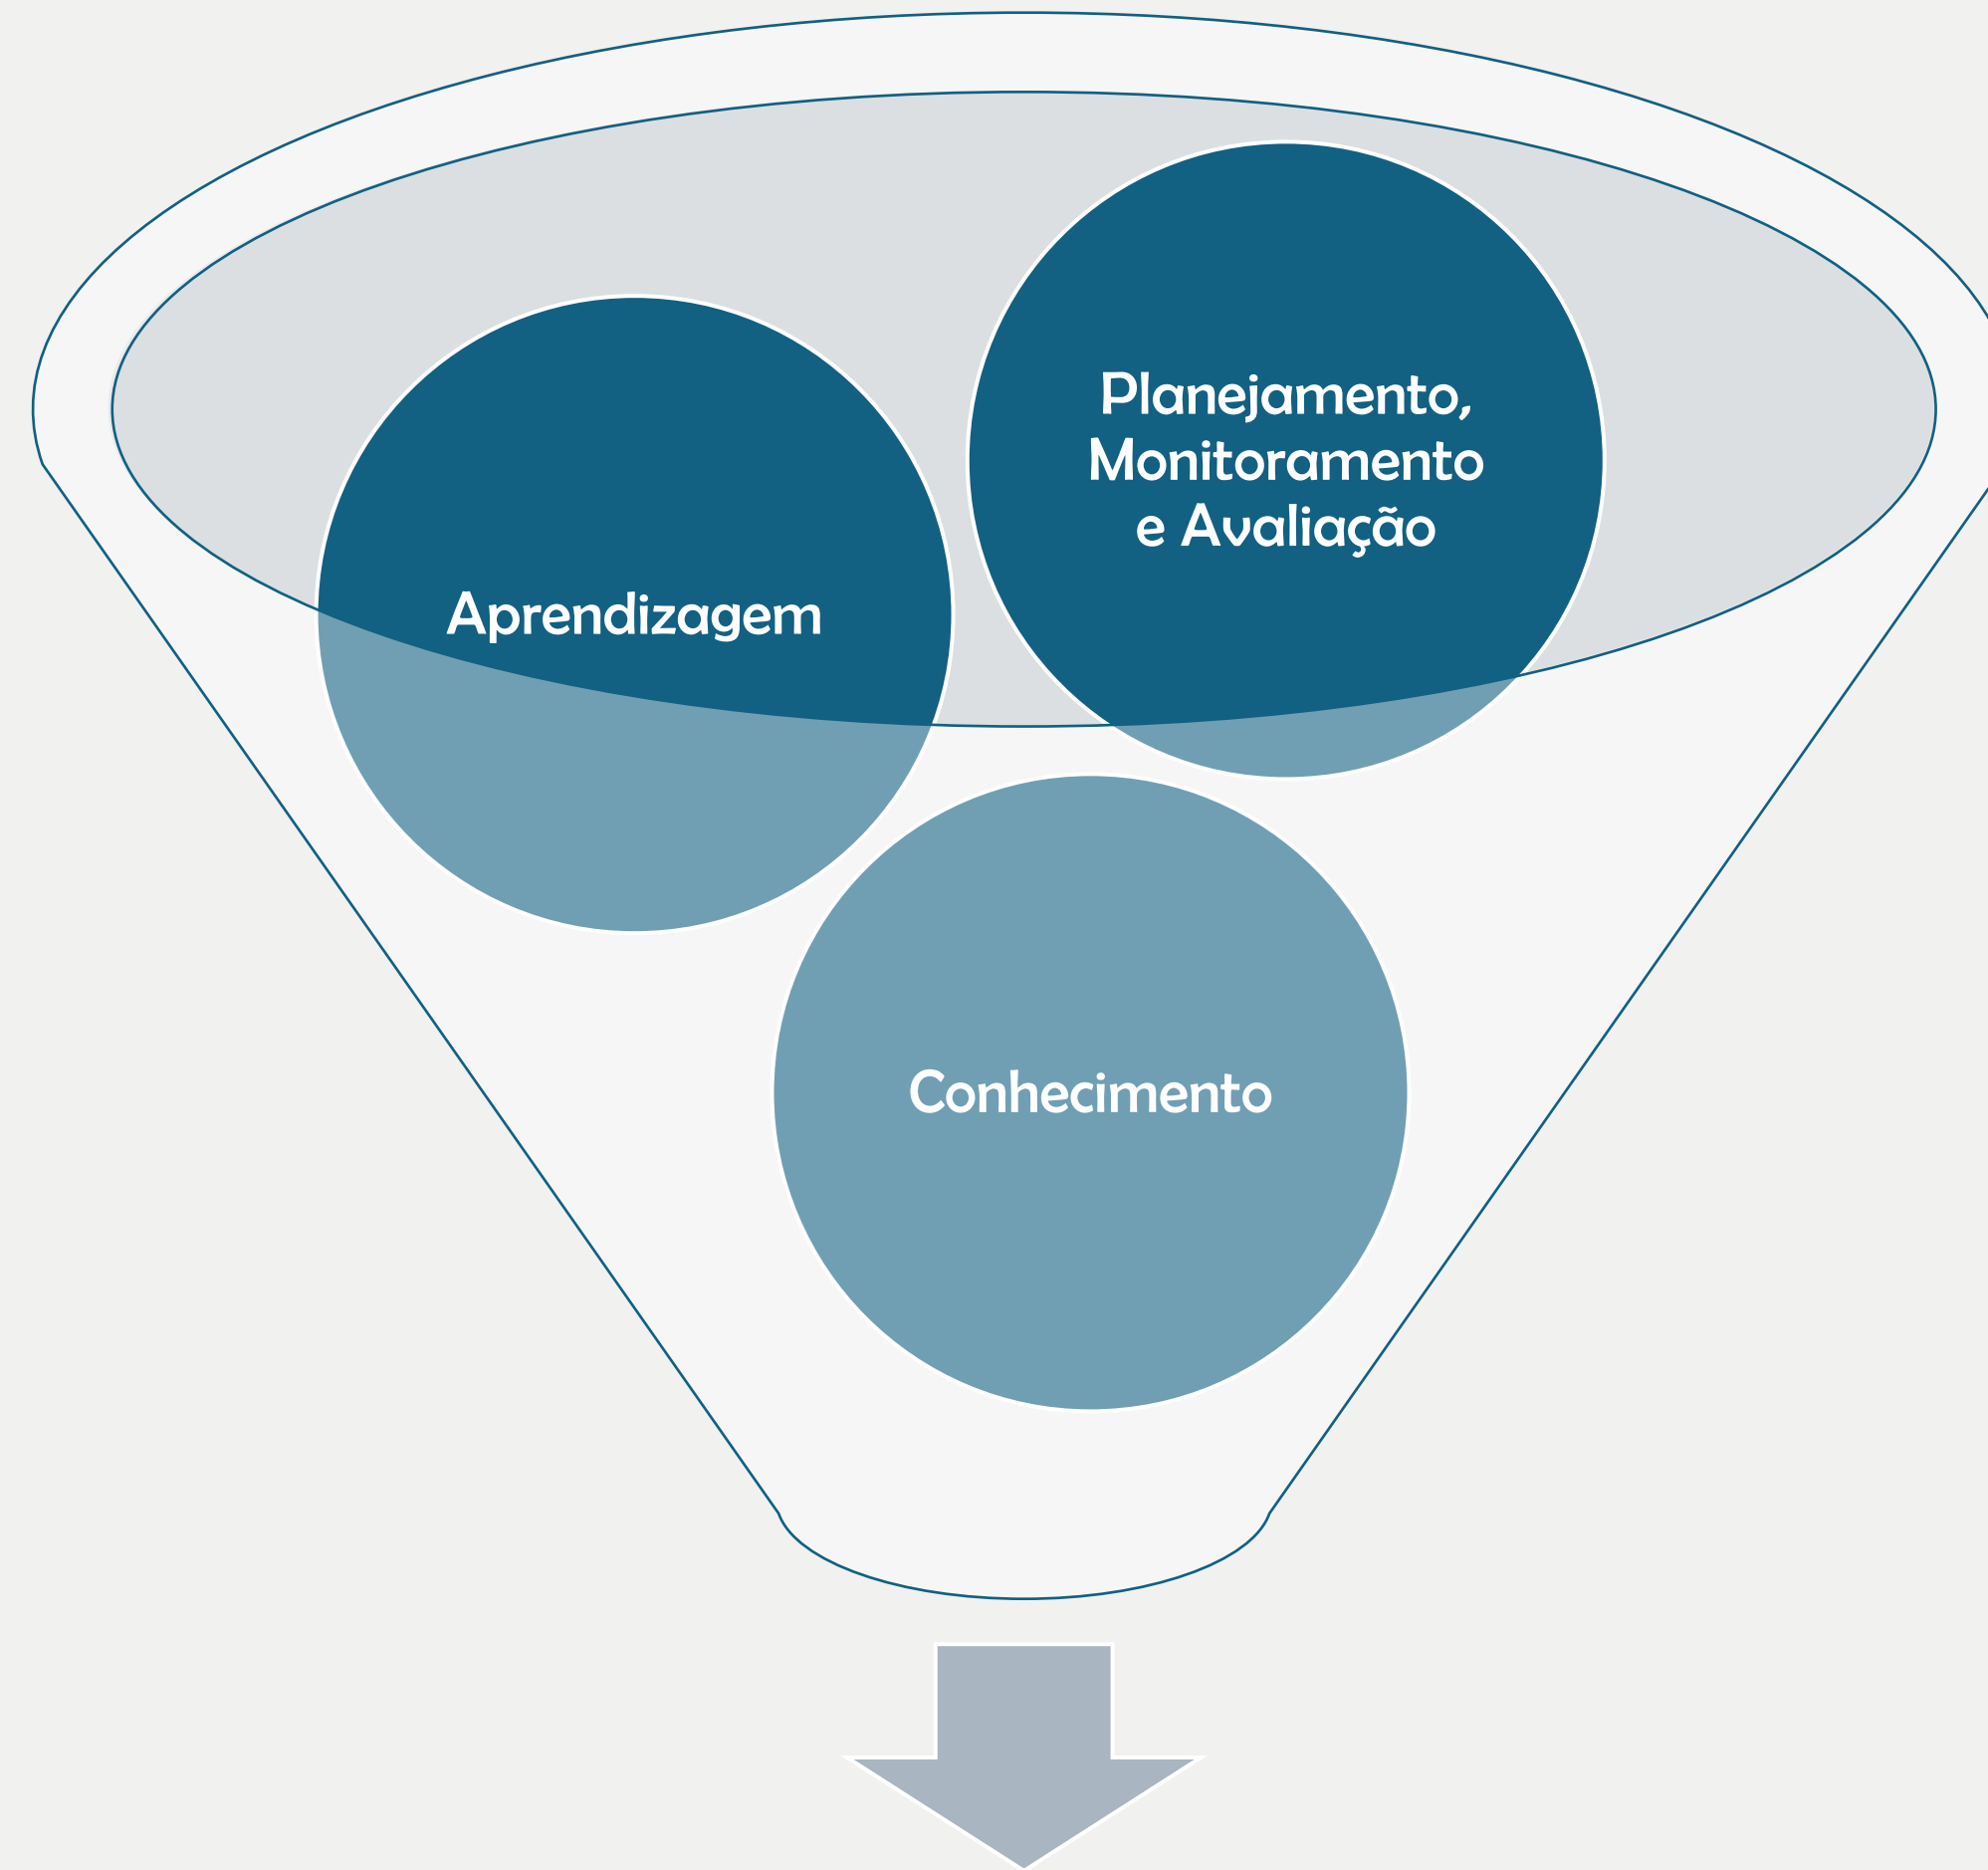 Planejamento,
Monitoramento
e Avaliação
Aprendizagem
Conhecimento